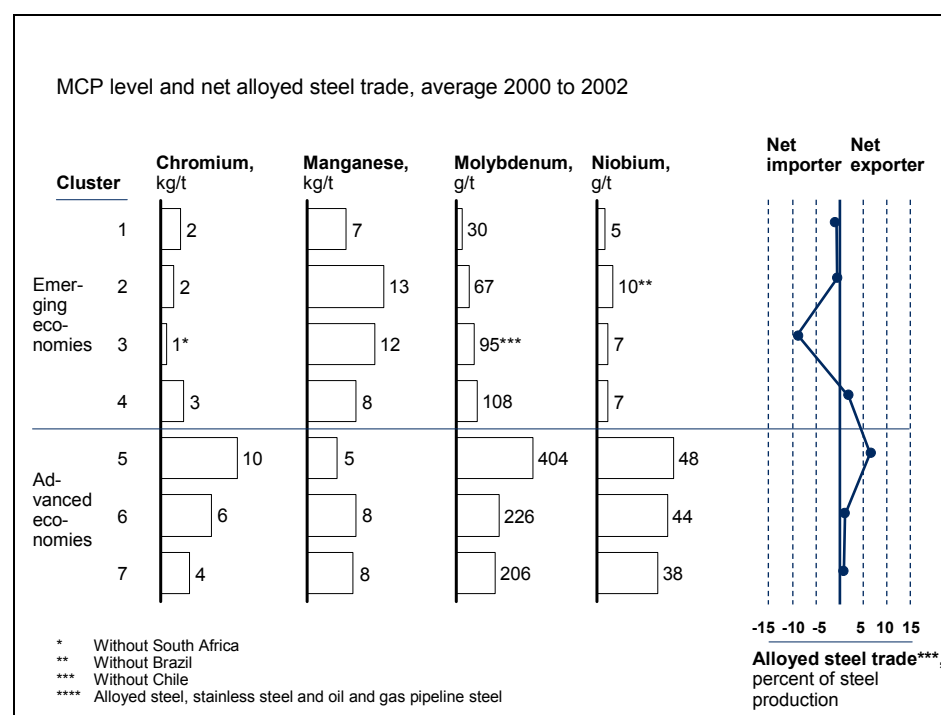 MCP level and net alloyed steel trade, average 2000 to 2002
Net importer
Net exporter
Cluster
Chromium, kg/t
Manganese, kg/t
Molybdenum, g/t
Niobium, g/t
Emer-
ging
eco-
nomies
1 2 7 30 5
2 2 13 67 10**
3 1* 12 95*** 7
4 3 8 108 7
Ad-
vanced
eco-
nomies
5 10 5 404 48
6 6 8 226 44
7 4 8 206 38
-15 -10 -5 5 10 15
Alloyed steel trade***,
percent of steel
production
* Without South Africa
** Without Brazil
*** Without Chile
**** Alloyed steel, stainless steel and oil and gas pipeline steel